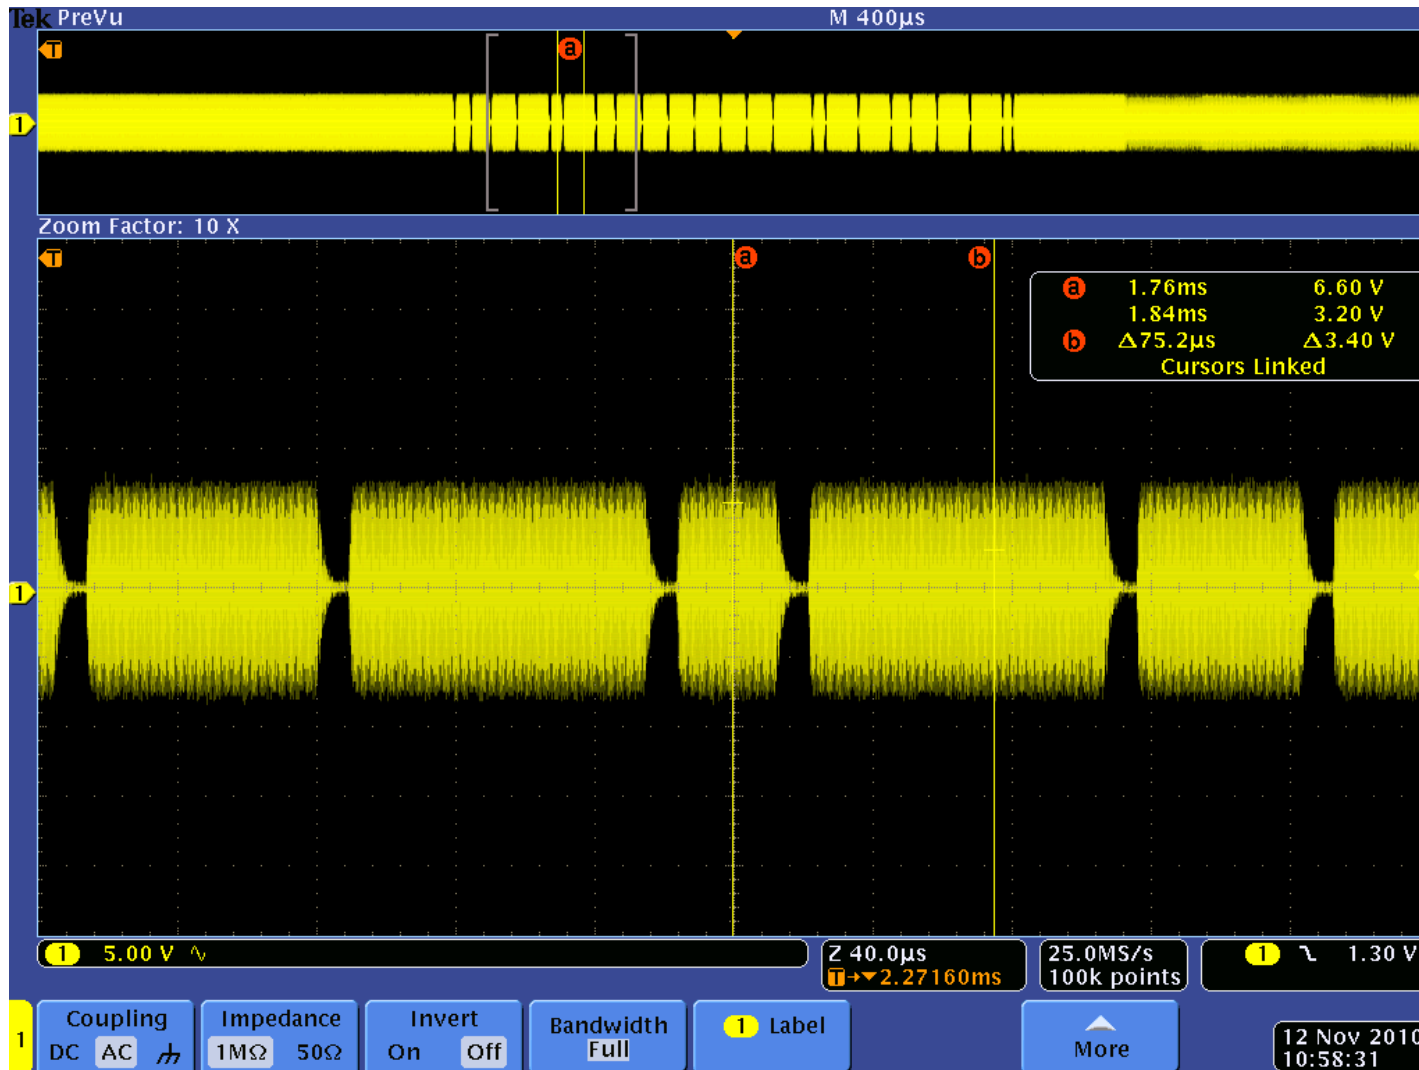 Tek PreVu M 400µs
T a
1
Zoom Factor: 10 X
T a b
a 1.76ms 6.60 V
1.84ms 3.20 V
b Δ75.2µs Δ3.40 V
Cursors Linked
1
1 5.00 V
Z 40.0µs
T→▼2.27160ms
25.0MS/s
100k points
1 1.30 V
1
Coupling
DC AC
Impedance
1MΩ 50Ω
Invert
On Off
Bandwidth
Full
1 Label
More
12 Nov 2010
10:58:31